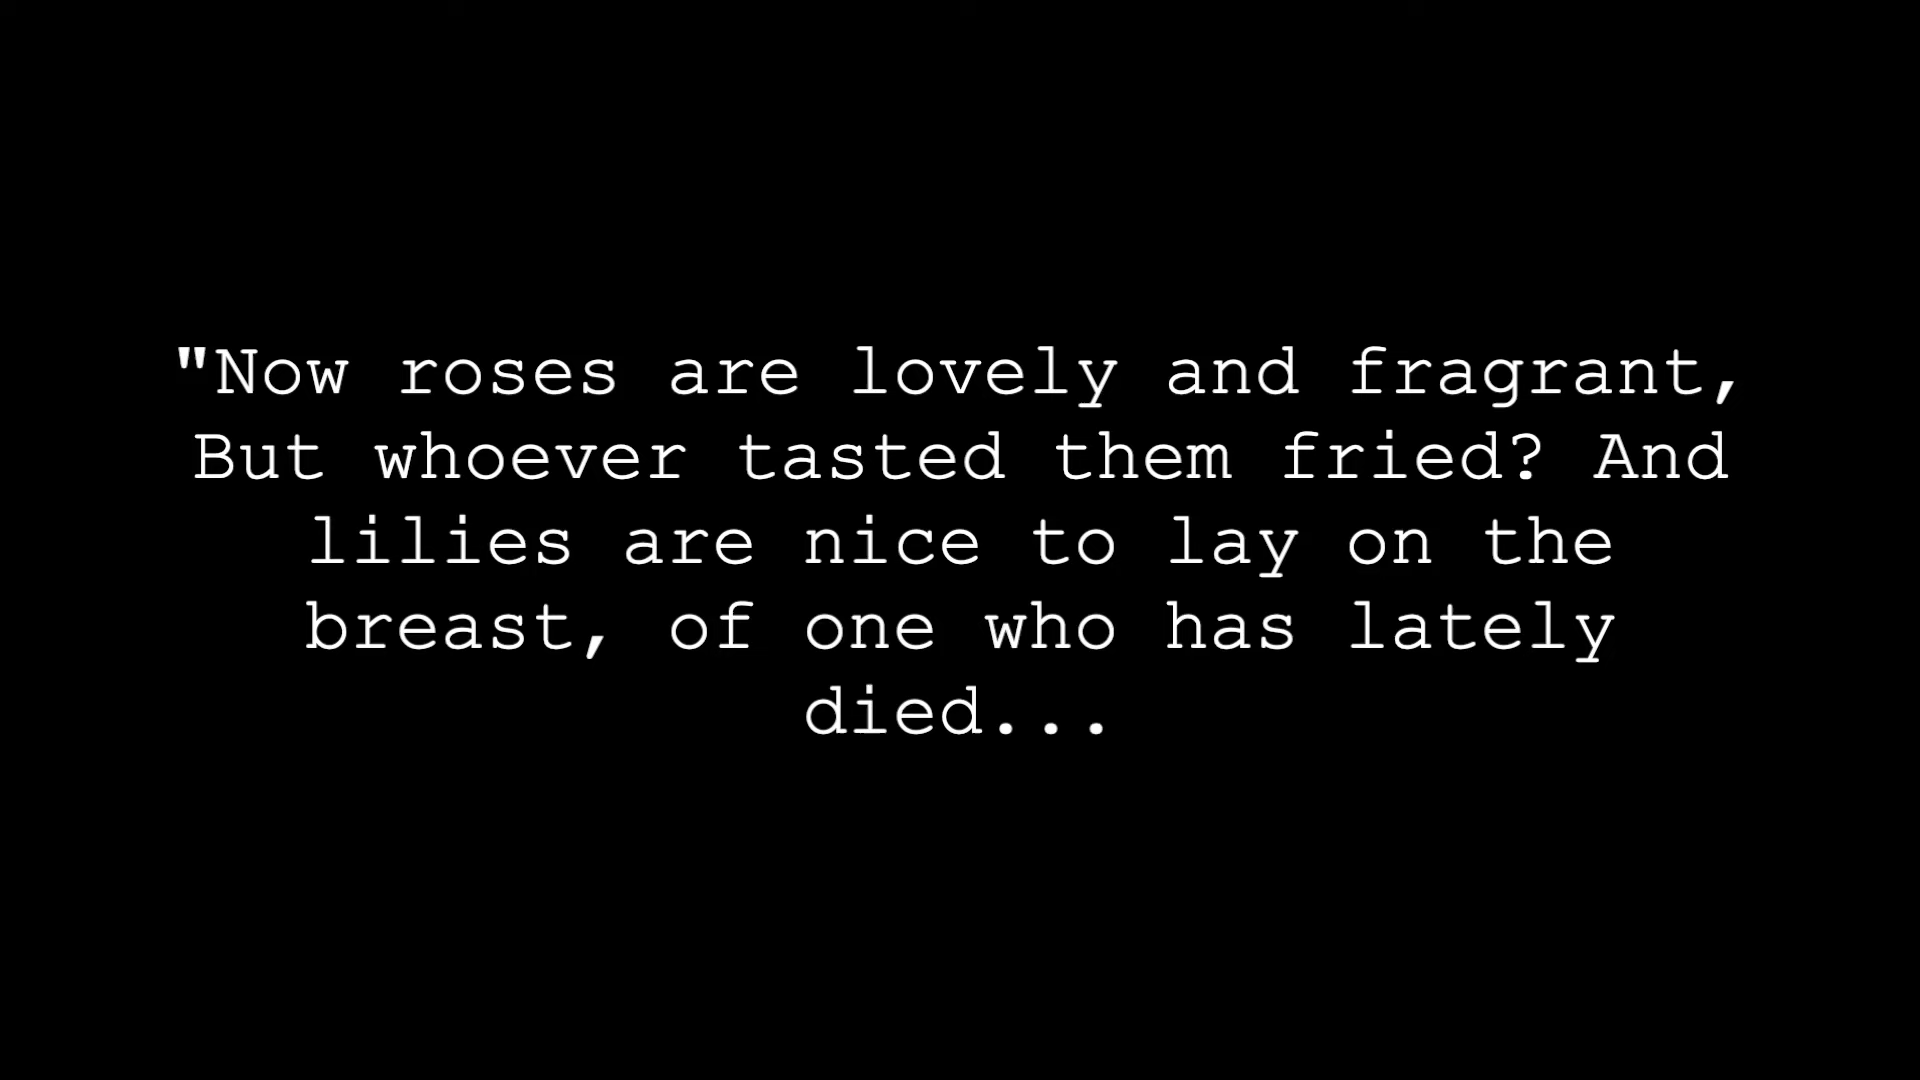 "Now roses are lovely and fragrant,
But whoever tasted them fried? And
lilies are nice to lay on the
breast, of one who has lately
died...